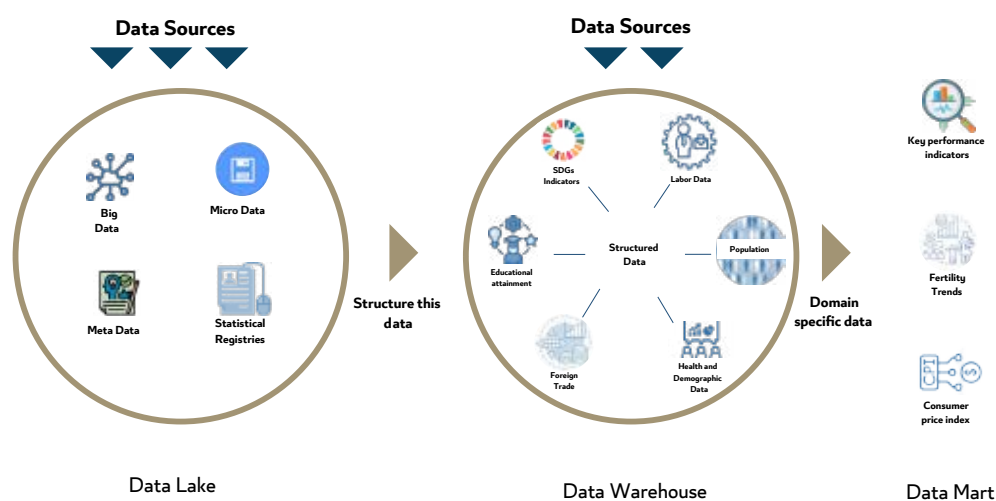 Data Sources
Big
Data
Micro Data
Meta Data
Statistical
Registries
Data Lake
Structure this
data
Data Sources
SDGs
Indicators
Labor Data
Educational
attainment
Structured
Data
Population
Foreign
Trade
Health and
Demographic
Data
Data Warehouse
Domain
specific data
Key performance
indicators
Fertility
Trends
CPI
Consumer
price index
Data Mart